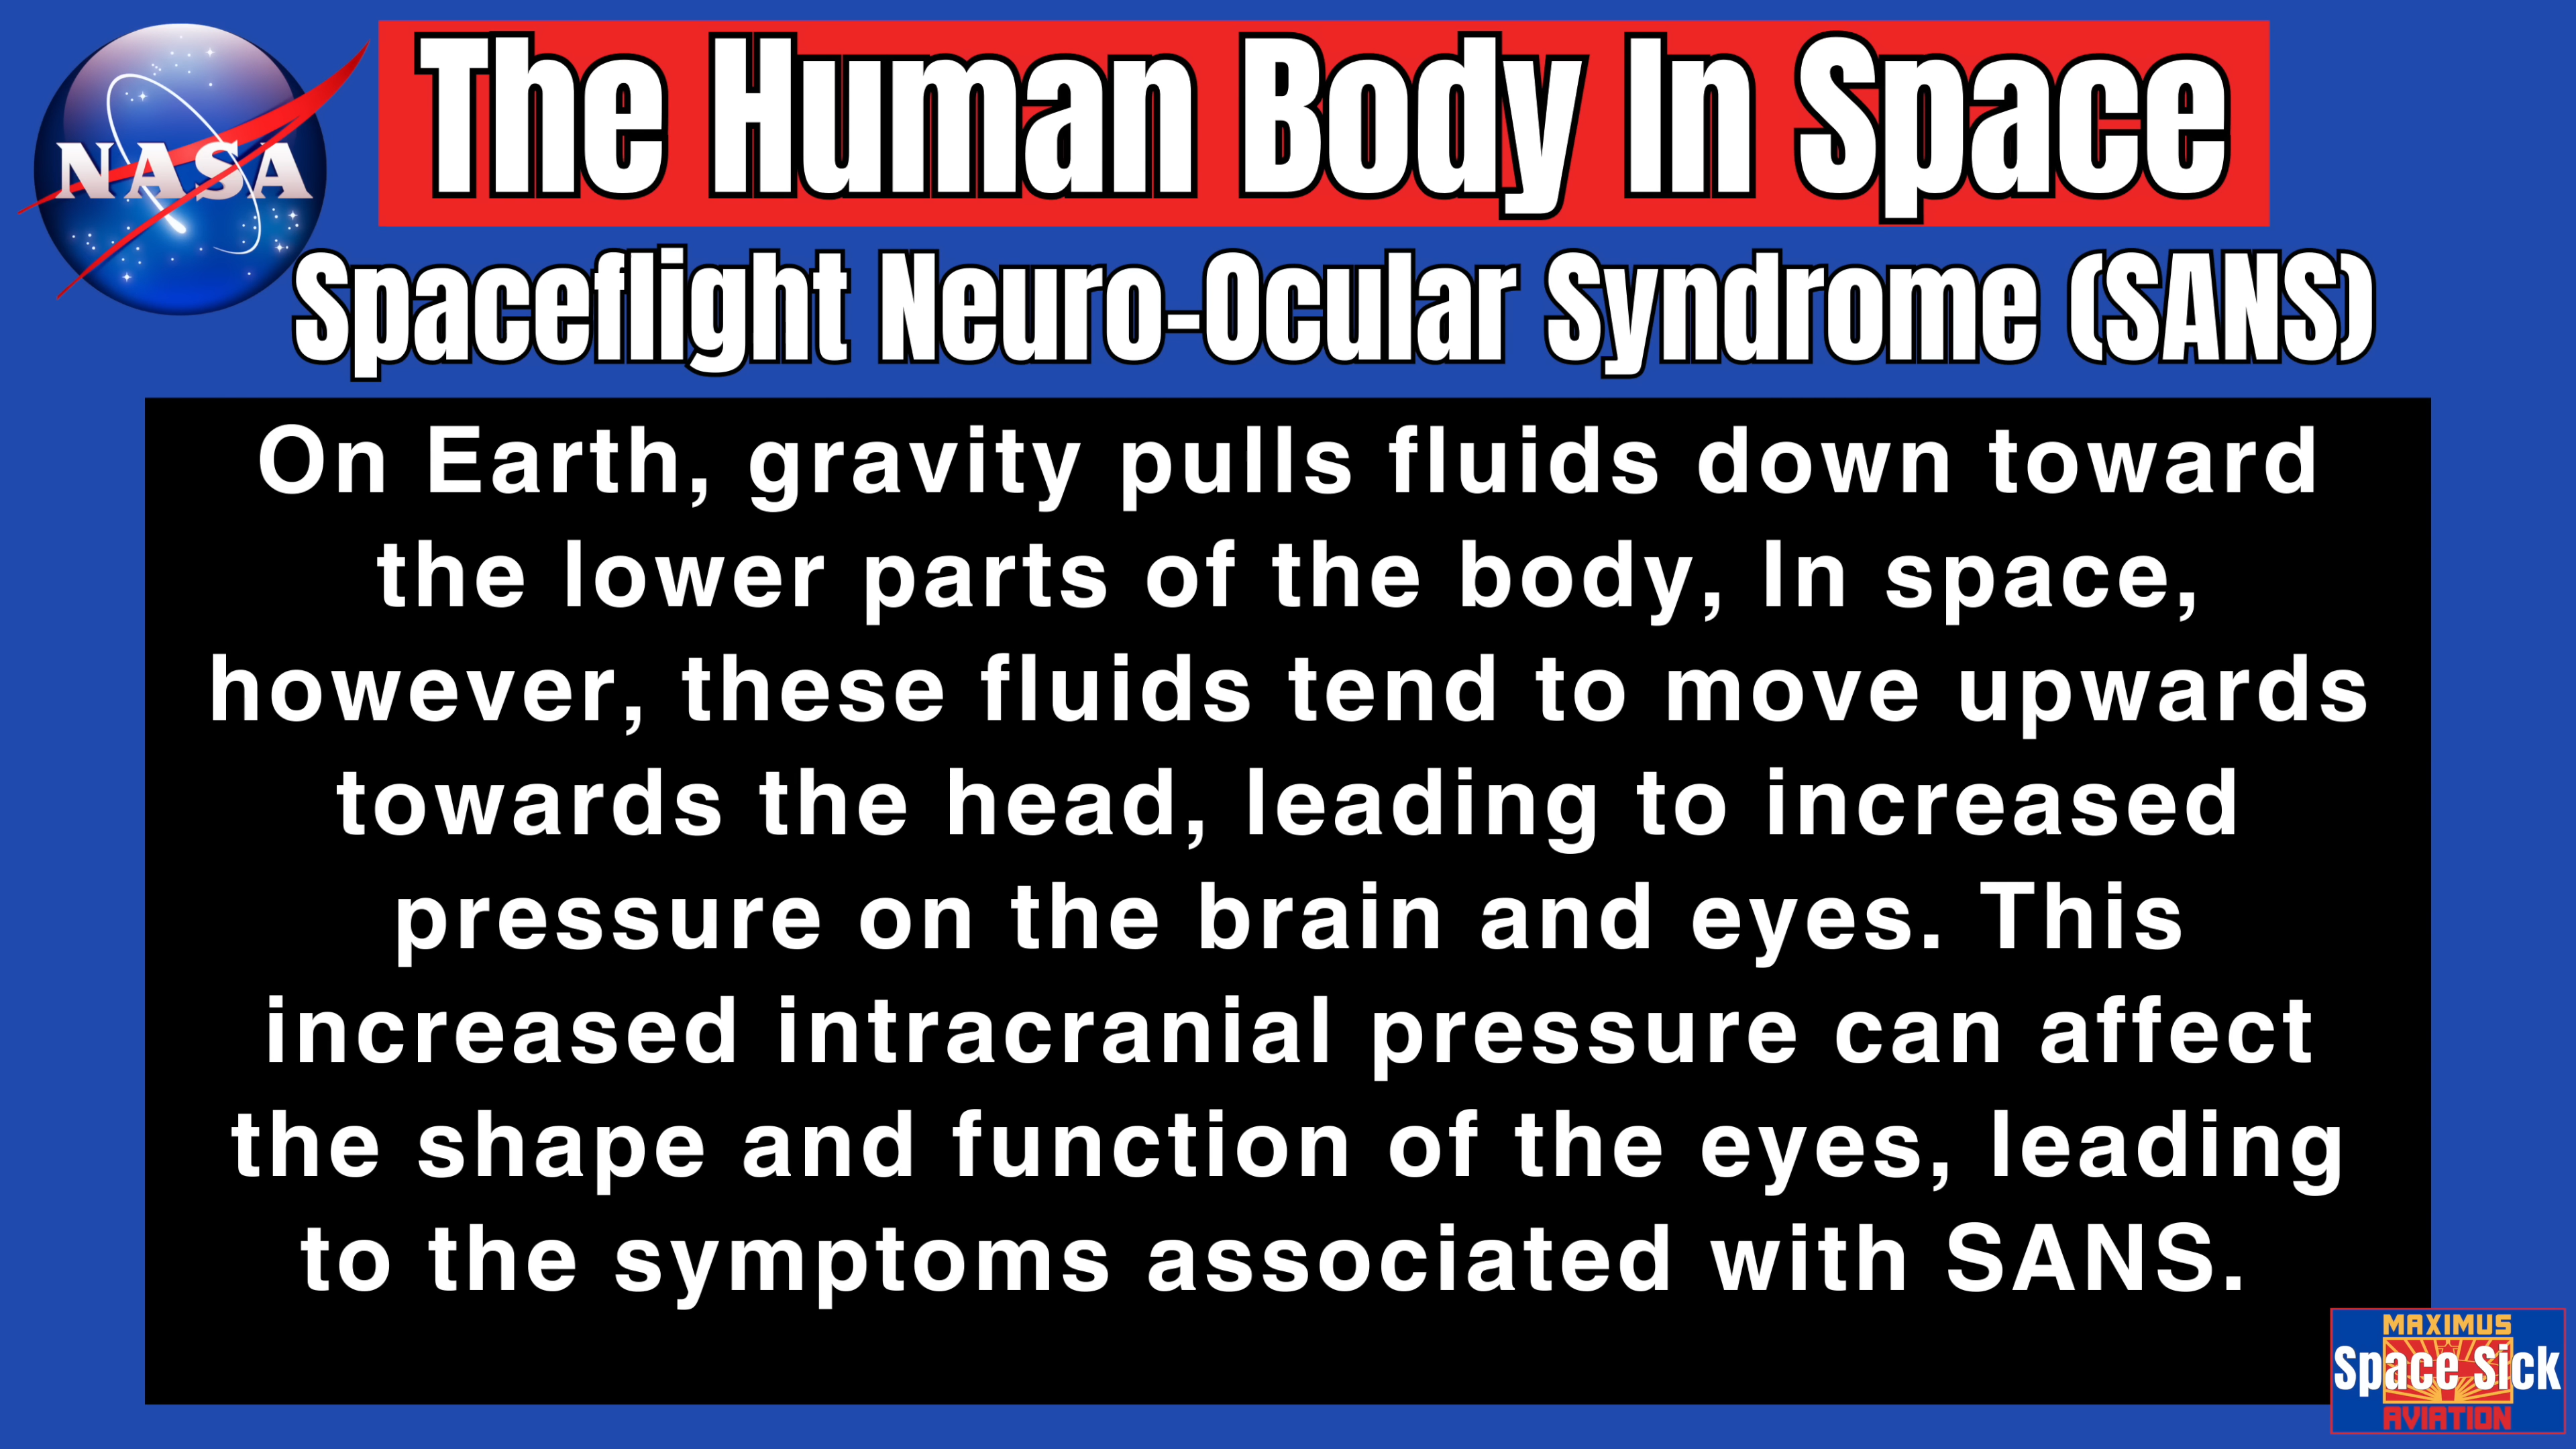 NASA
The Human Body In Space
Spaceflight Neuro-Ocular Syndrome (SANS)
On Earth, gravity pulls fluids down toward
the lower parts of the body, In space,
however, these fluids tend to move upwards
towards the head, leading to increased
pressure on the brain and eyes. This
increased intracranial pressure can affect
the shape and function of the eyes, leading
to the symptoms associated with SANS.
MAXIMUS
Space Sick
AVIATION